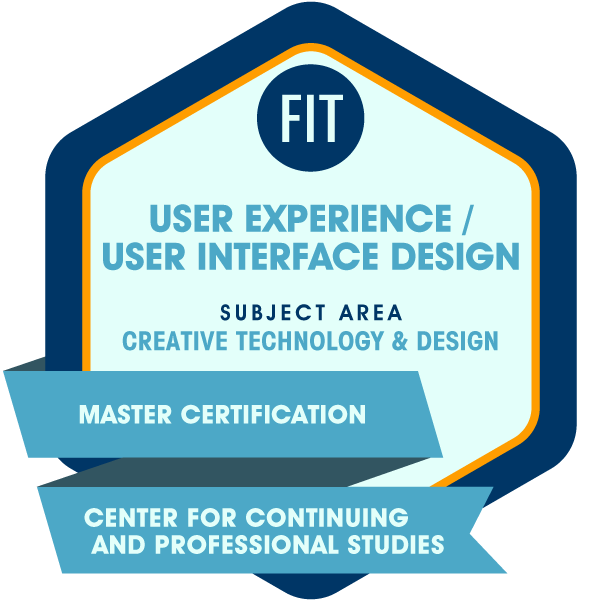 FIT
USER EXPERIENCE /
USER INTERFACE DESIGN
SUBJECT AREA
CREATIVE TECHNOLOGY & DESIGN
MASTER CERTIFICATION
CENTER FOR CONTINUING
AND PROFESSIONAL STUDIES